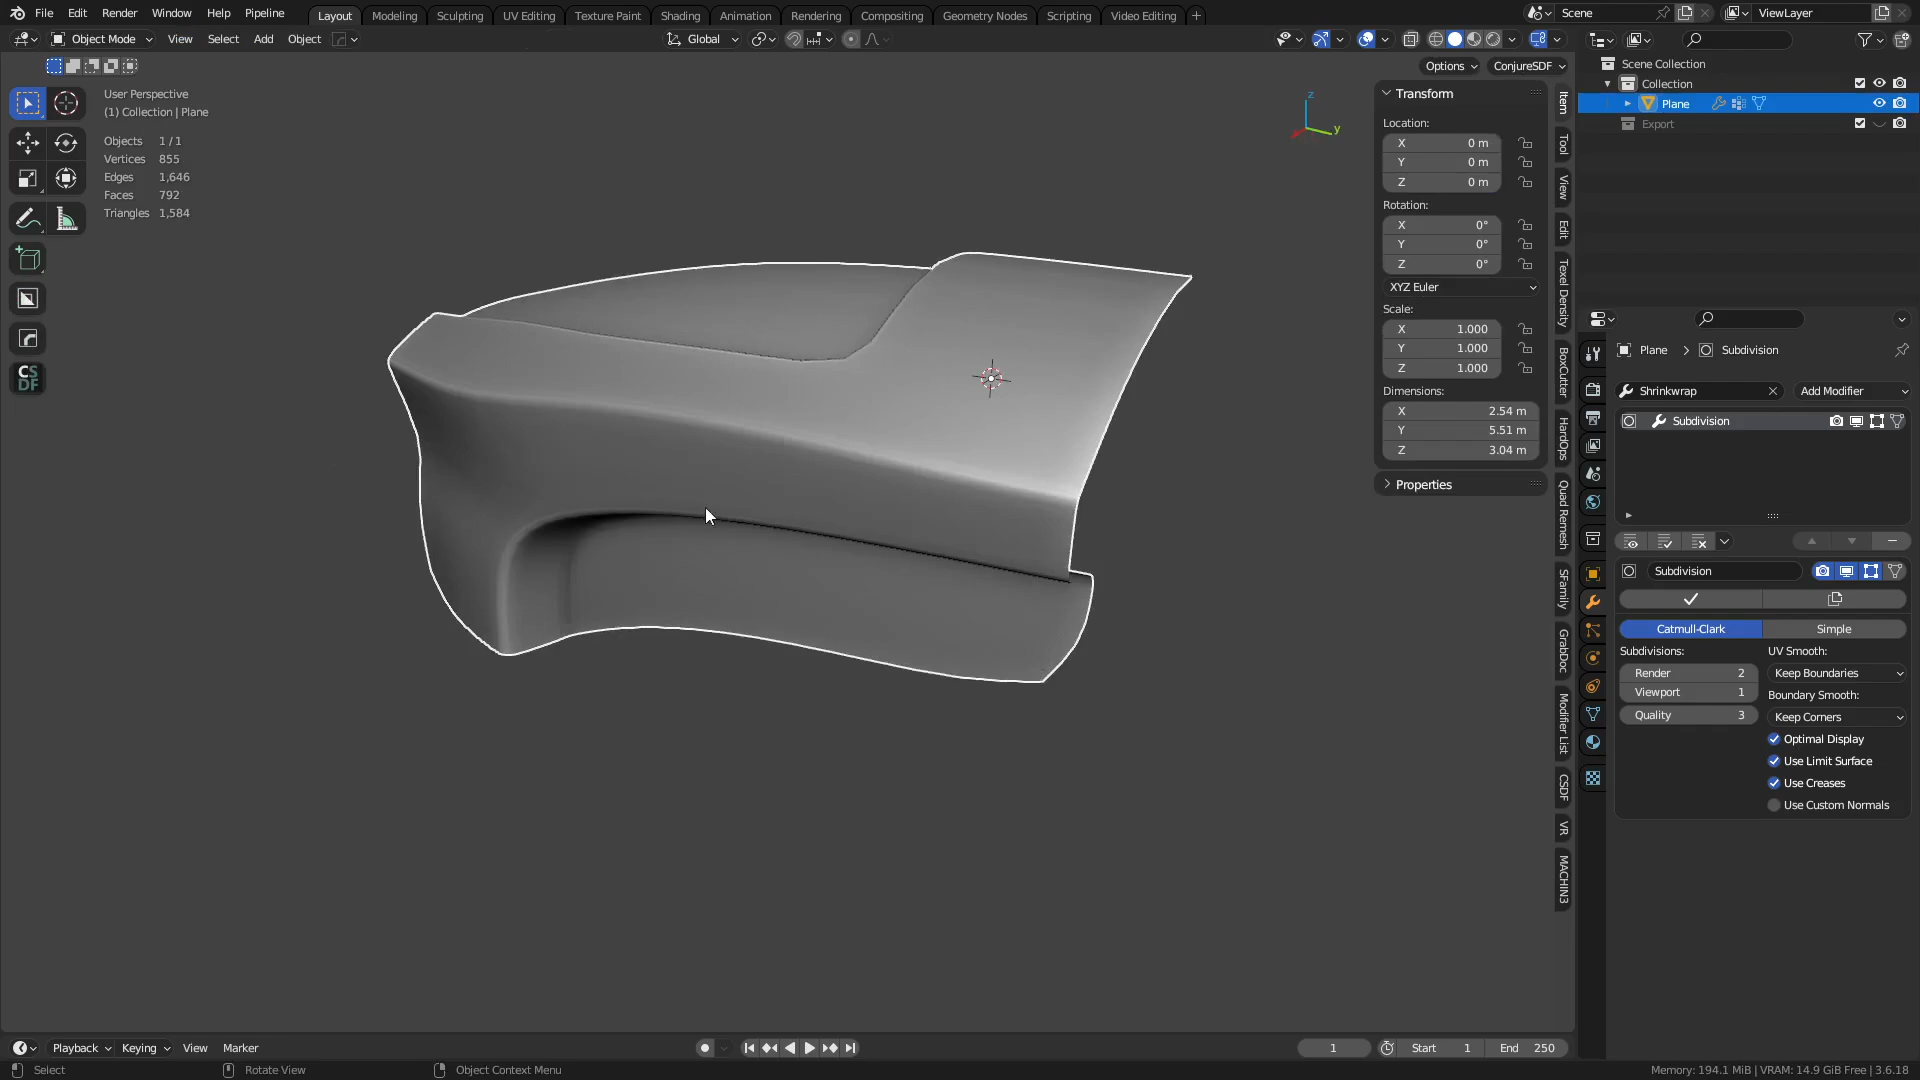 File Edit Render Window Help Pipeline
Layout Modeling Sculpting UV Editing Texture Paint Shading Animation Rendering Compositing Geometry Nodes Scripting Video Editing +
Scene ViewLayer
Object Mode View Select Add Object Global
Options ConjureSDF
User Perspective
(1) Collection | Plane
Objects 1/1
Vertices 855
Edges 1,646
Faces 792
Triangles 1,584
CS
DF
z
y
Transform
Location:
X 0 m
Y 0 m
Z 0 m
Rotation:
X 0°
Y 0°
Z 0°
XYZ Euler
Scale:
X 1.000
Y 1.000
Z 1.000
Dimensions:
X 2.54 m
Y 5.51 m
Z 3.04 m
Properties
Item
Tool
View
Edit
Texel Density
BoxCutter
HardOps
Quad Remesh
SFamily
GrabDoc
Modifier List
CSDF
VR
MACHIN3
Scene Collection
Collection
Plane
Export
Plane Subdivision
Shrinkwrap Add Modifier
Subdivision
Subdivision
Catmull-Clark Simple
Subdivisions: UV Smooth:
Render 2 Keep Boundaries
Viewport 1 Boundary Smooth:
Quality 3 Keep Corners
Optimal Display
Use Limit Surface
Use Creases
Use Custom Normals
Playback Keying View Marker
1 Start 1 End 250
Select Rotate View Object Context Menu
Memory: 194.1 MiB | VRAM: 14.9 GiB Free | 3.6.18